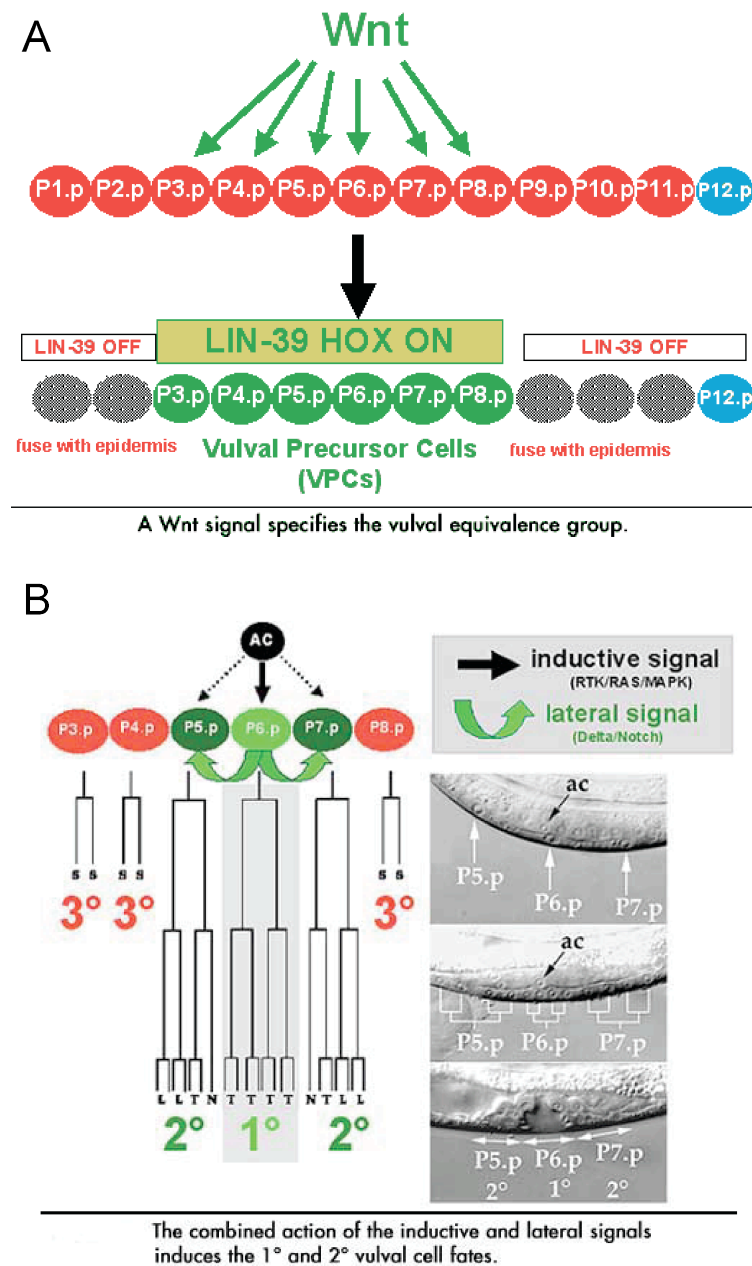 A
Wnt
P1.p P2.p P3.p P4.p P5.p P6.p P7.p P8.p P9.p P10.p P11.p P12.p
LIN-39 OFF
LIN-39 HOX ON
LIN-39 OFF
P3.p P4.p P5.p P6.p P7.p P8.p P12.p
fuse with epidermis
Vulval Precursor Cells
(VPCs)
fuse with epidermis
A Wnt signal specifies the vulval equivalence group.
B
AC
P3.p P4.p P5.p P6.p P7.p P8.p
inductive signal
(RTK/RAS/MAPK)
lateral signal
(Delta/Notch)
S S S S S S
3° 3° 3°
L L T N T T T T N T L L
2° 1° 2°
ac
P5.p
P6.p
P7.p
ac
P5.p P6.p P7.p
P5.p P6.p P7.p
2° 1° 2°
The combined action of the inductive and lateral signals
induces the 1° and 2° vulval cell fates.